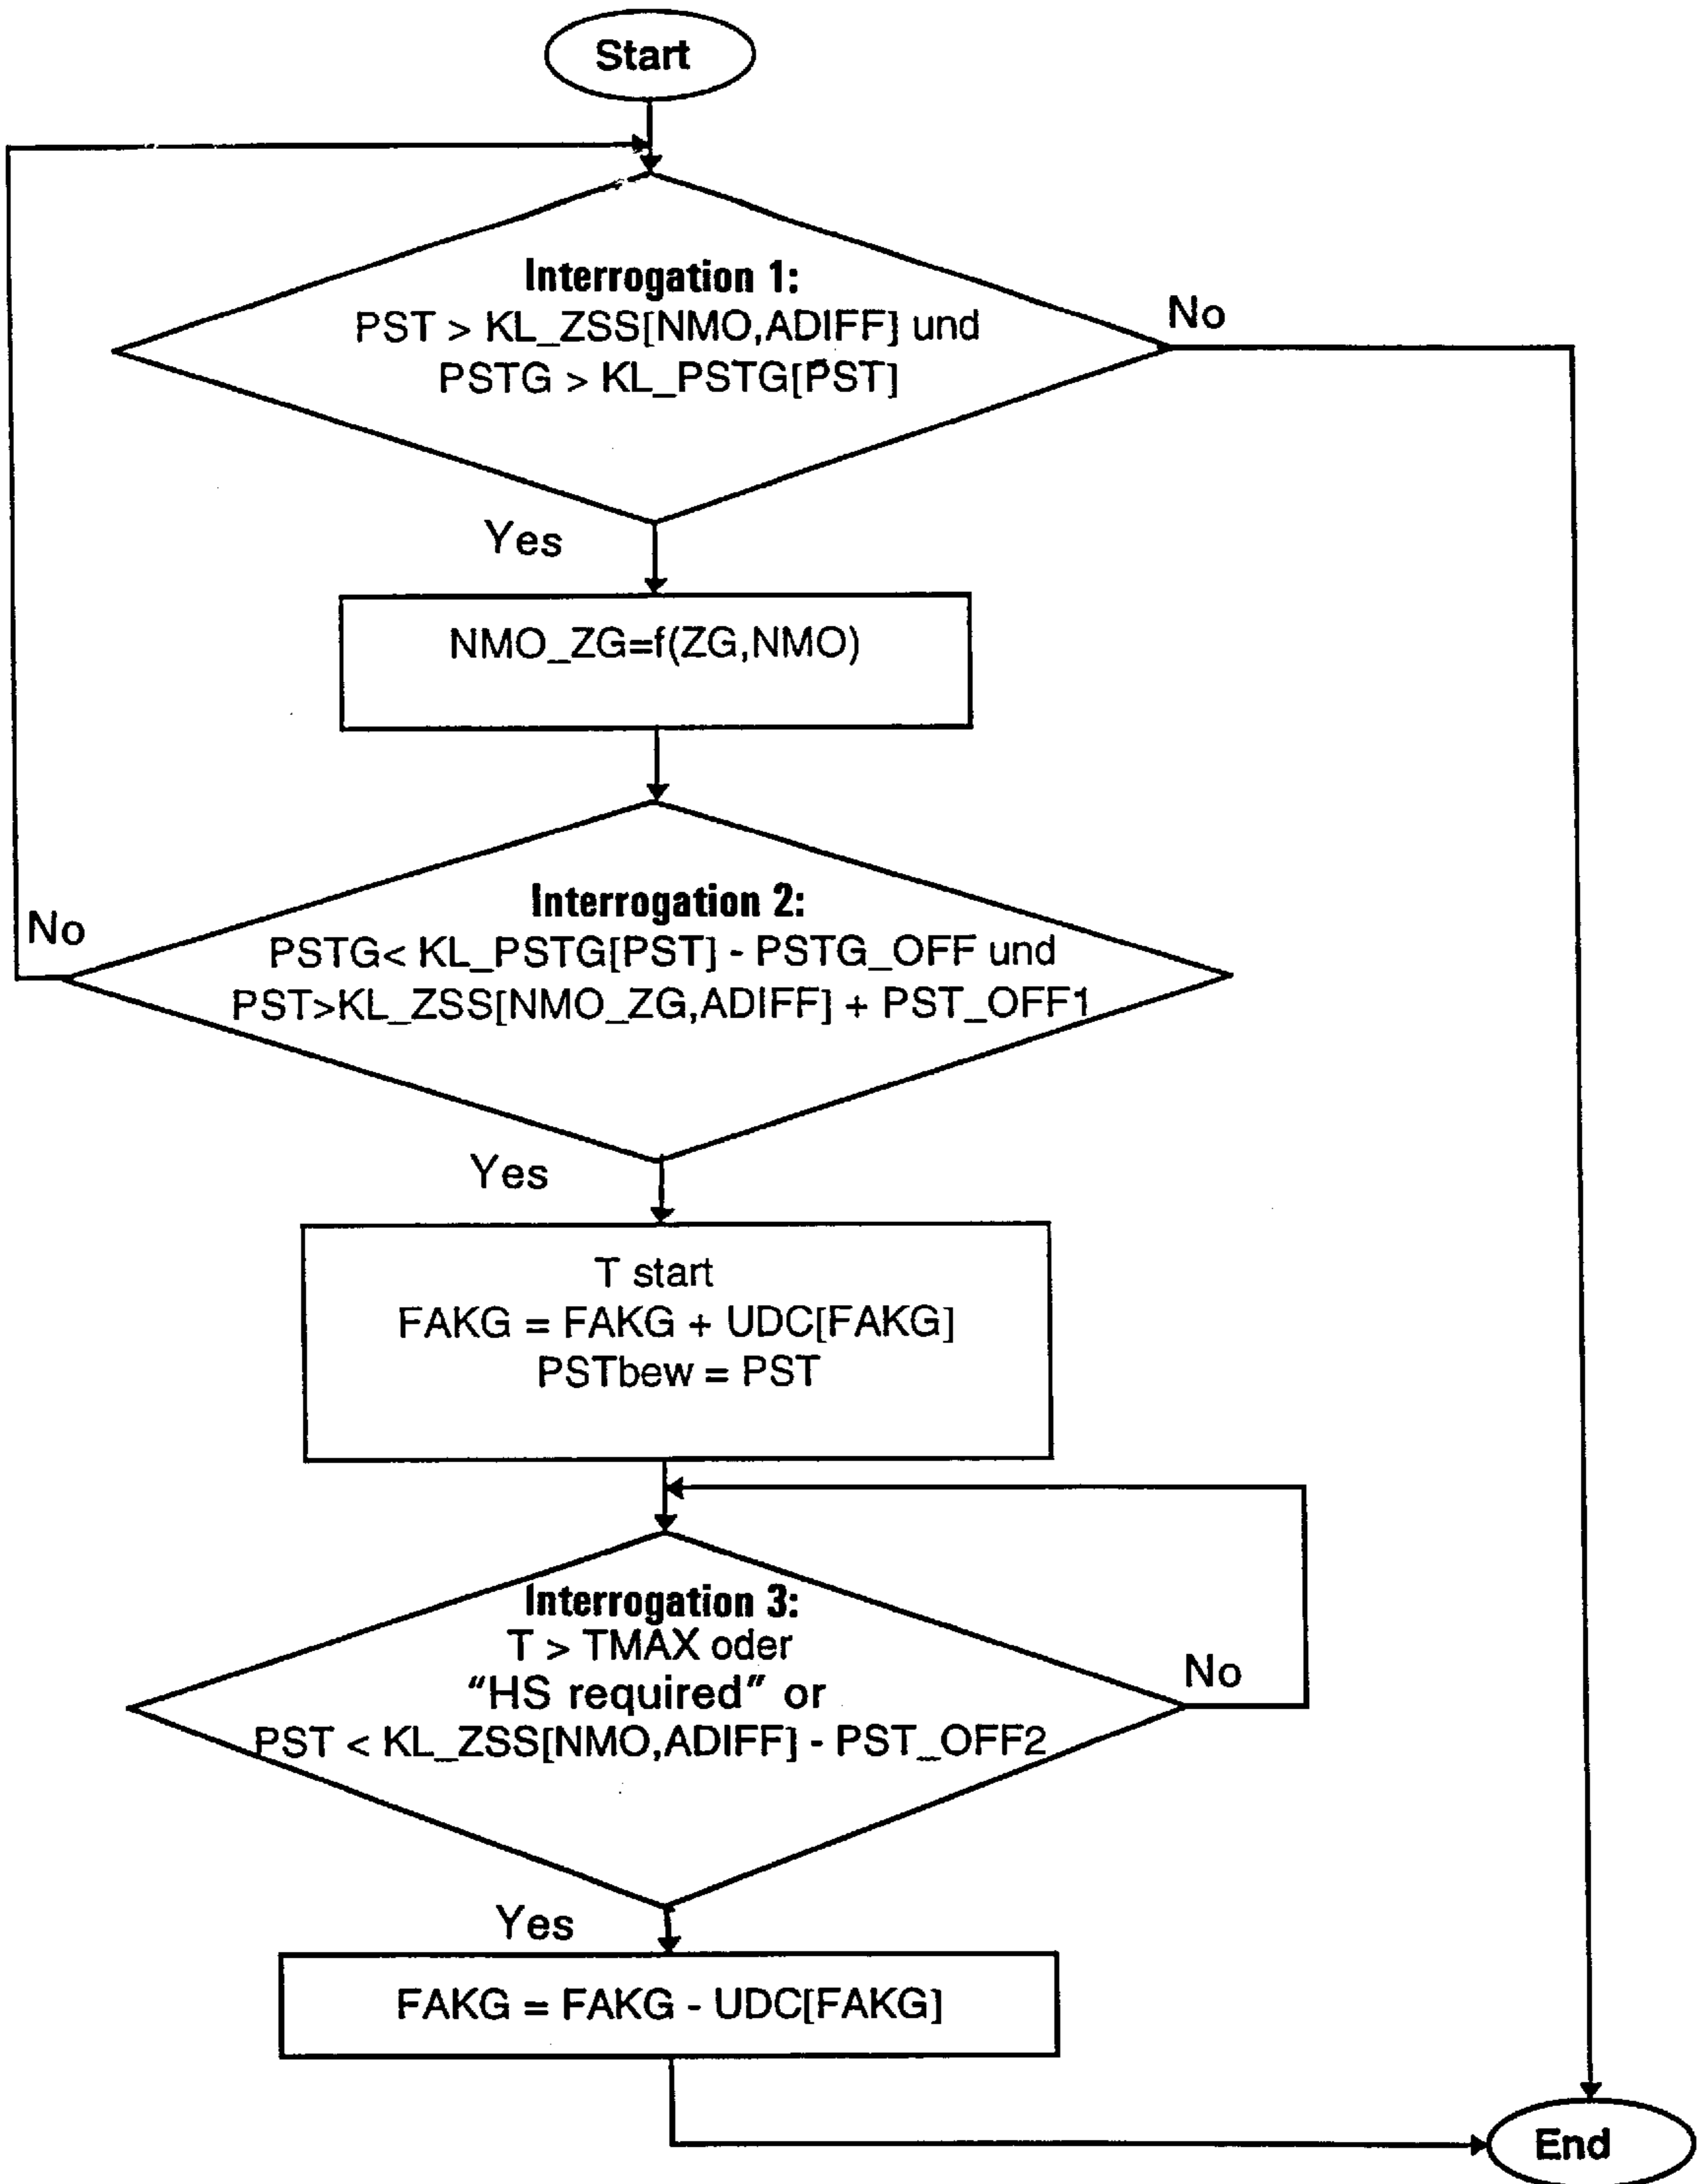 Start
Interrogation 1:
PST > KL_ZSS[NMO,ADIFF] und
PSTG > KL_PSTG[PST]
No
Yes
NMO_ZG=f(ZG,NMO)
Interrogation 2:
PSTG< KL_PSTG[PST] - PSTG_OFF und
PST>KL_ZSS[NMO_ZG,ADIFF] + PST_OFF1
No
Yes
T start
FAKG = FAKG + UDC[FAKG]
PSTbew = PST
Interrogation 3:
T > TMAX oder
"HS required" or
PST < KL_ZSS[NMO,ADIFF] - PST_OFF2
No
Yes
FAKG = FAKG - UDC[FAKG]
End